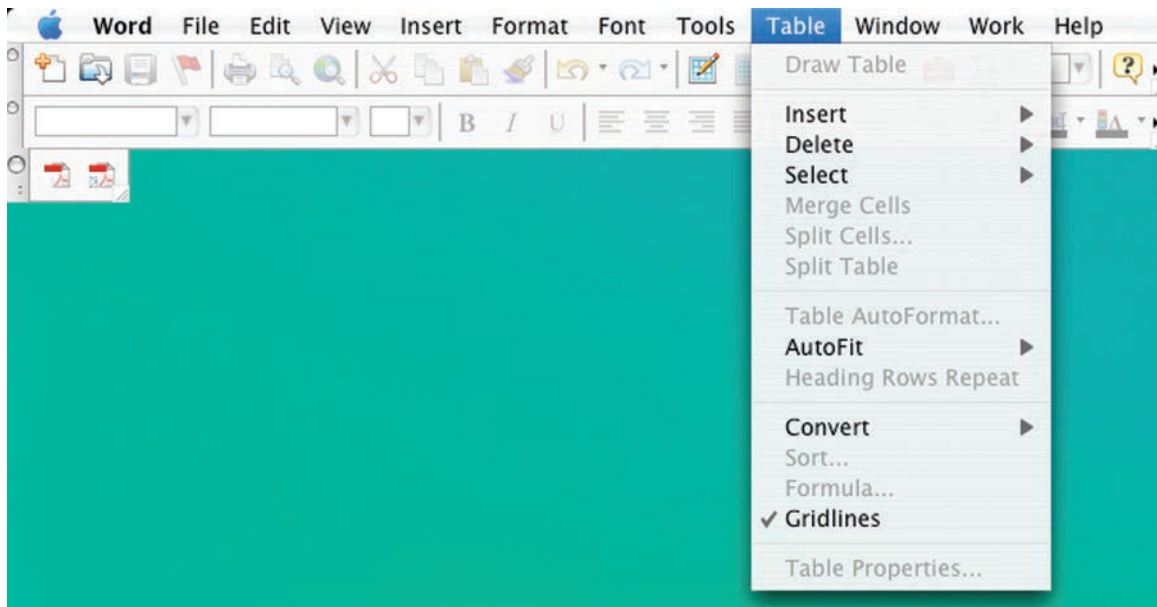 Word File Edit View Insert Format Font Tools Table Window Work Help
Draw Table
?
B I U
A
Insert
Delete
Select
Merge Cells
Split Cells...
Split Table
Table AutoFormat...
AutoFit
Heading Rows Repeat
Convert
Sort...
Formula...
✓ Gridlines
Table Properties...